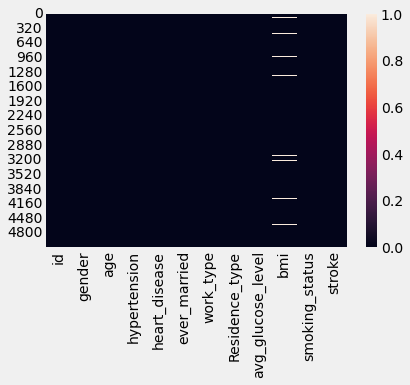 0
320
640
960
1280
1600
1920
2240
2560
2880
3200
3520
3840
4160
4480
4800
id
gender
age
hypertension
heart_disease
ever_married
work_type
Residence_type
avg_glucose_level
bmi
smoking_status
stroke
1.0
0.8
0.6
0.4
0.2
0.0